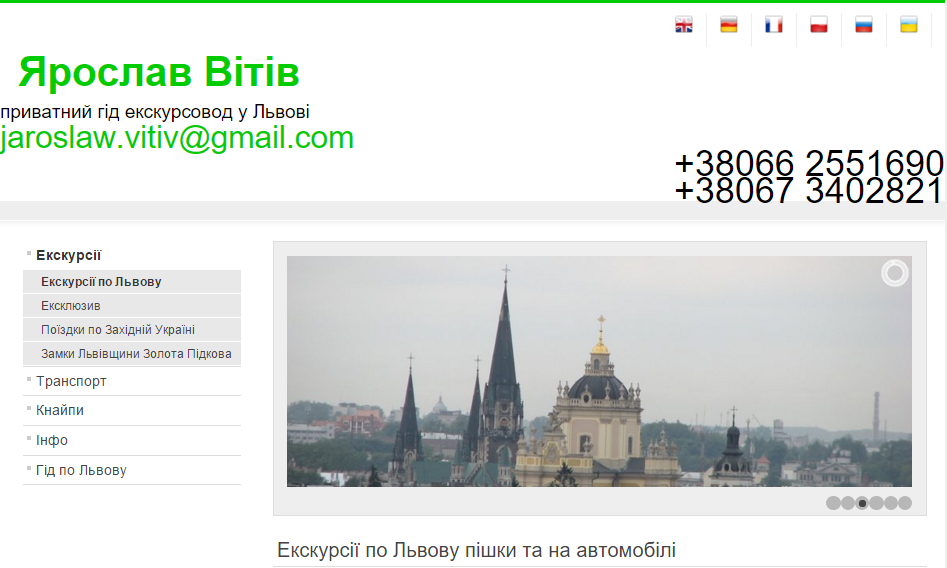 Ярослав Вітів
приватний гід екскурсовод у Львові
jaroslaw.vitiv@gmail.com
+38066 2551690
+38067 3402821
Екскурсії
Екскурсії по Львову
Ексклюзив
Поїздки по Західній Україні
Замки Львівщини Золота Підкова
Транспорт
Кнайпи
Інфо
Гід по Львову
Екскурсії по Львову пішки та на автомобілі